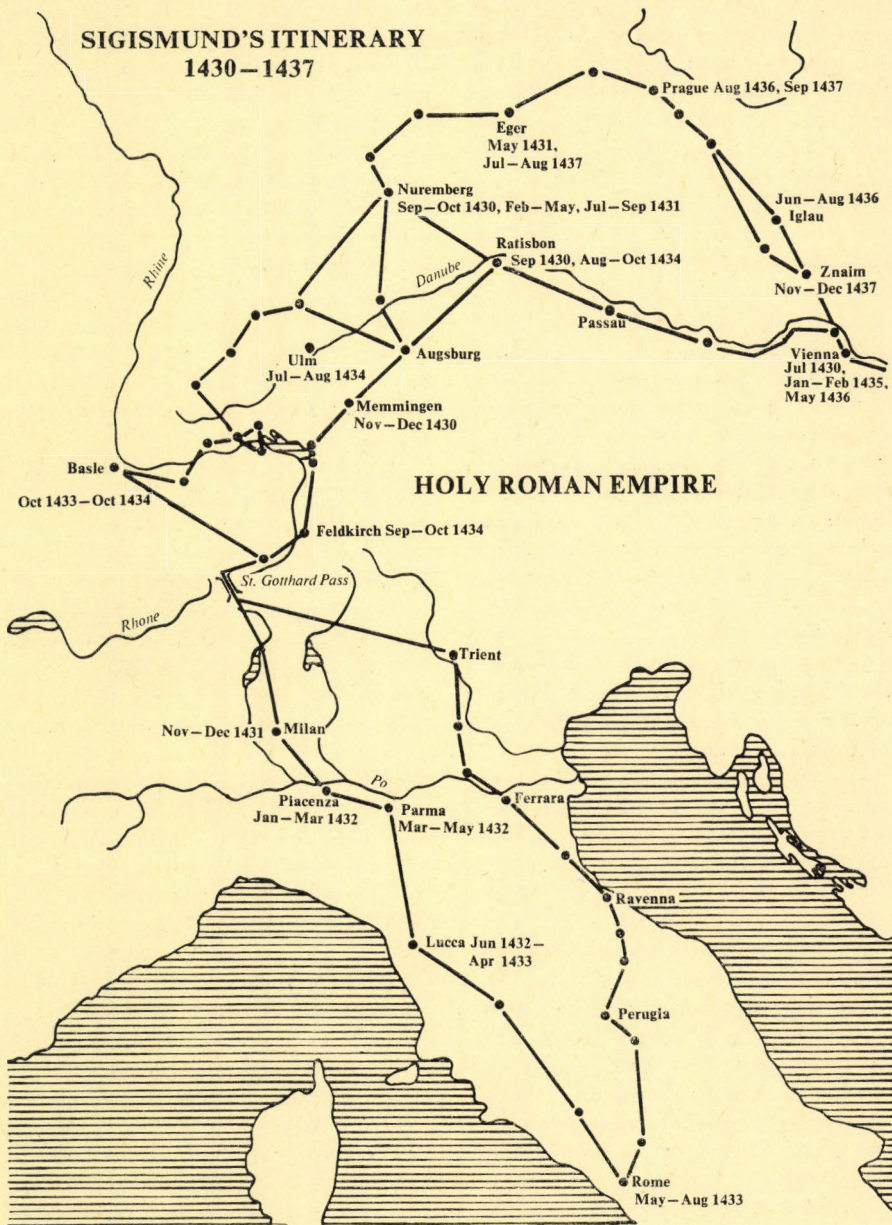 SIGISMUND'S ITINERARY
1430–1437
Prague Aug 1436, Sep 1437
Eger
May 1431,
Jul–Aug 1437
Nuremberg
Sep–Oct 1430, Feb–May, Jul–Sep 1431
Jun–Aug 1436
Iglau
Rhine
Ratisbon
Sep 1430, Aug–Oct 1434
Danube
Znaim
Nov–Dec 1437
Passau
Ulm
Jul–Aug 1434
Augsburg
Vienna
Jul 1430,
Jan–Feb 1435,
May 1436
Memmingen
Nov–Dec 1430
Basle
Oct 1433–Oct 1434
HOLY ROMAN EMPIRE
Feldkirch Sep–Oct 1434
St. Gotthard Pass
Rhone
Trient
Nov–Dec 1431
Milan
Po
Piacenza
Jan–Mar 1432
Parma
Mar–May 1432
Ferrara
Ravenna
Lucca Jun 1432–
Apr 1433
Perugia
Rome
May–Aug 1433